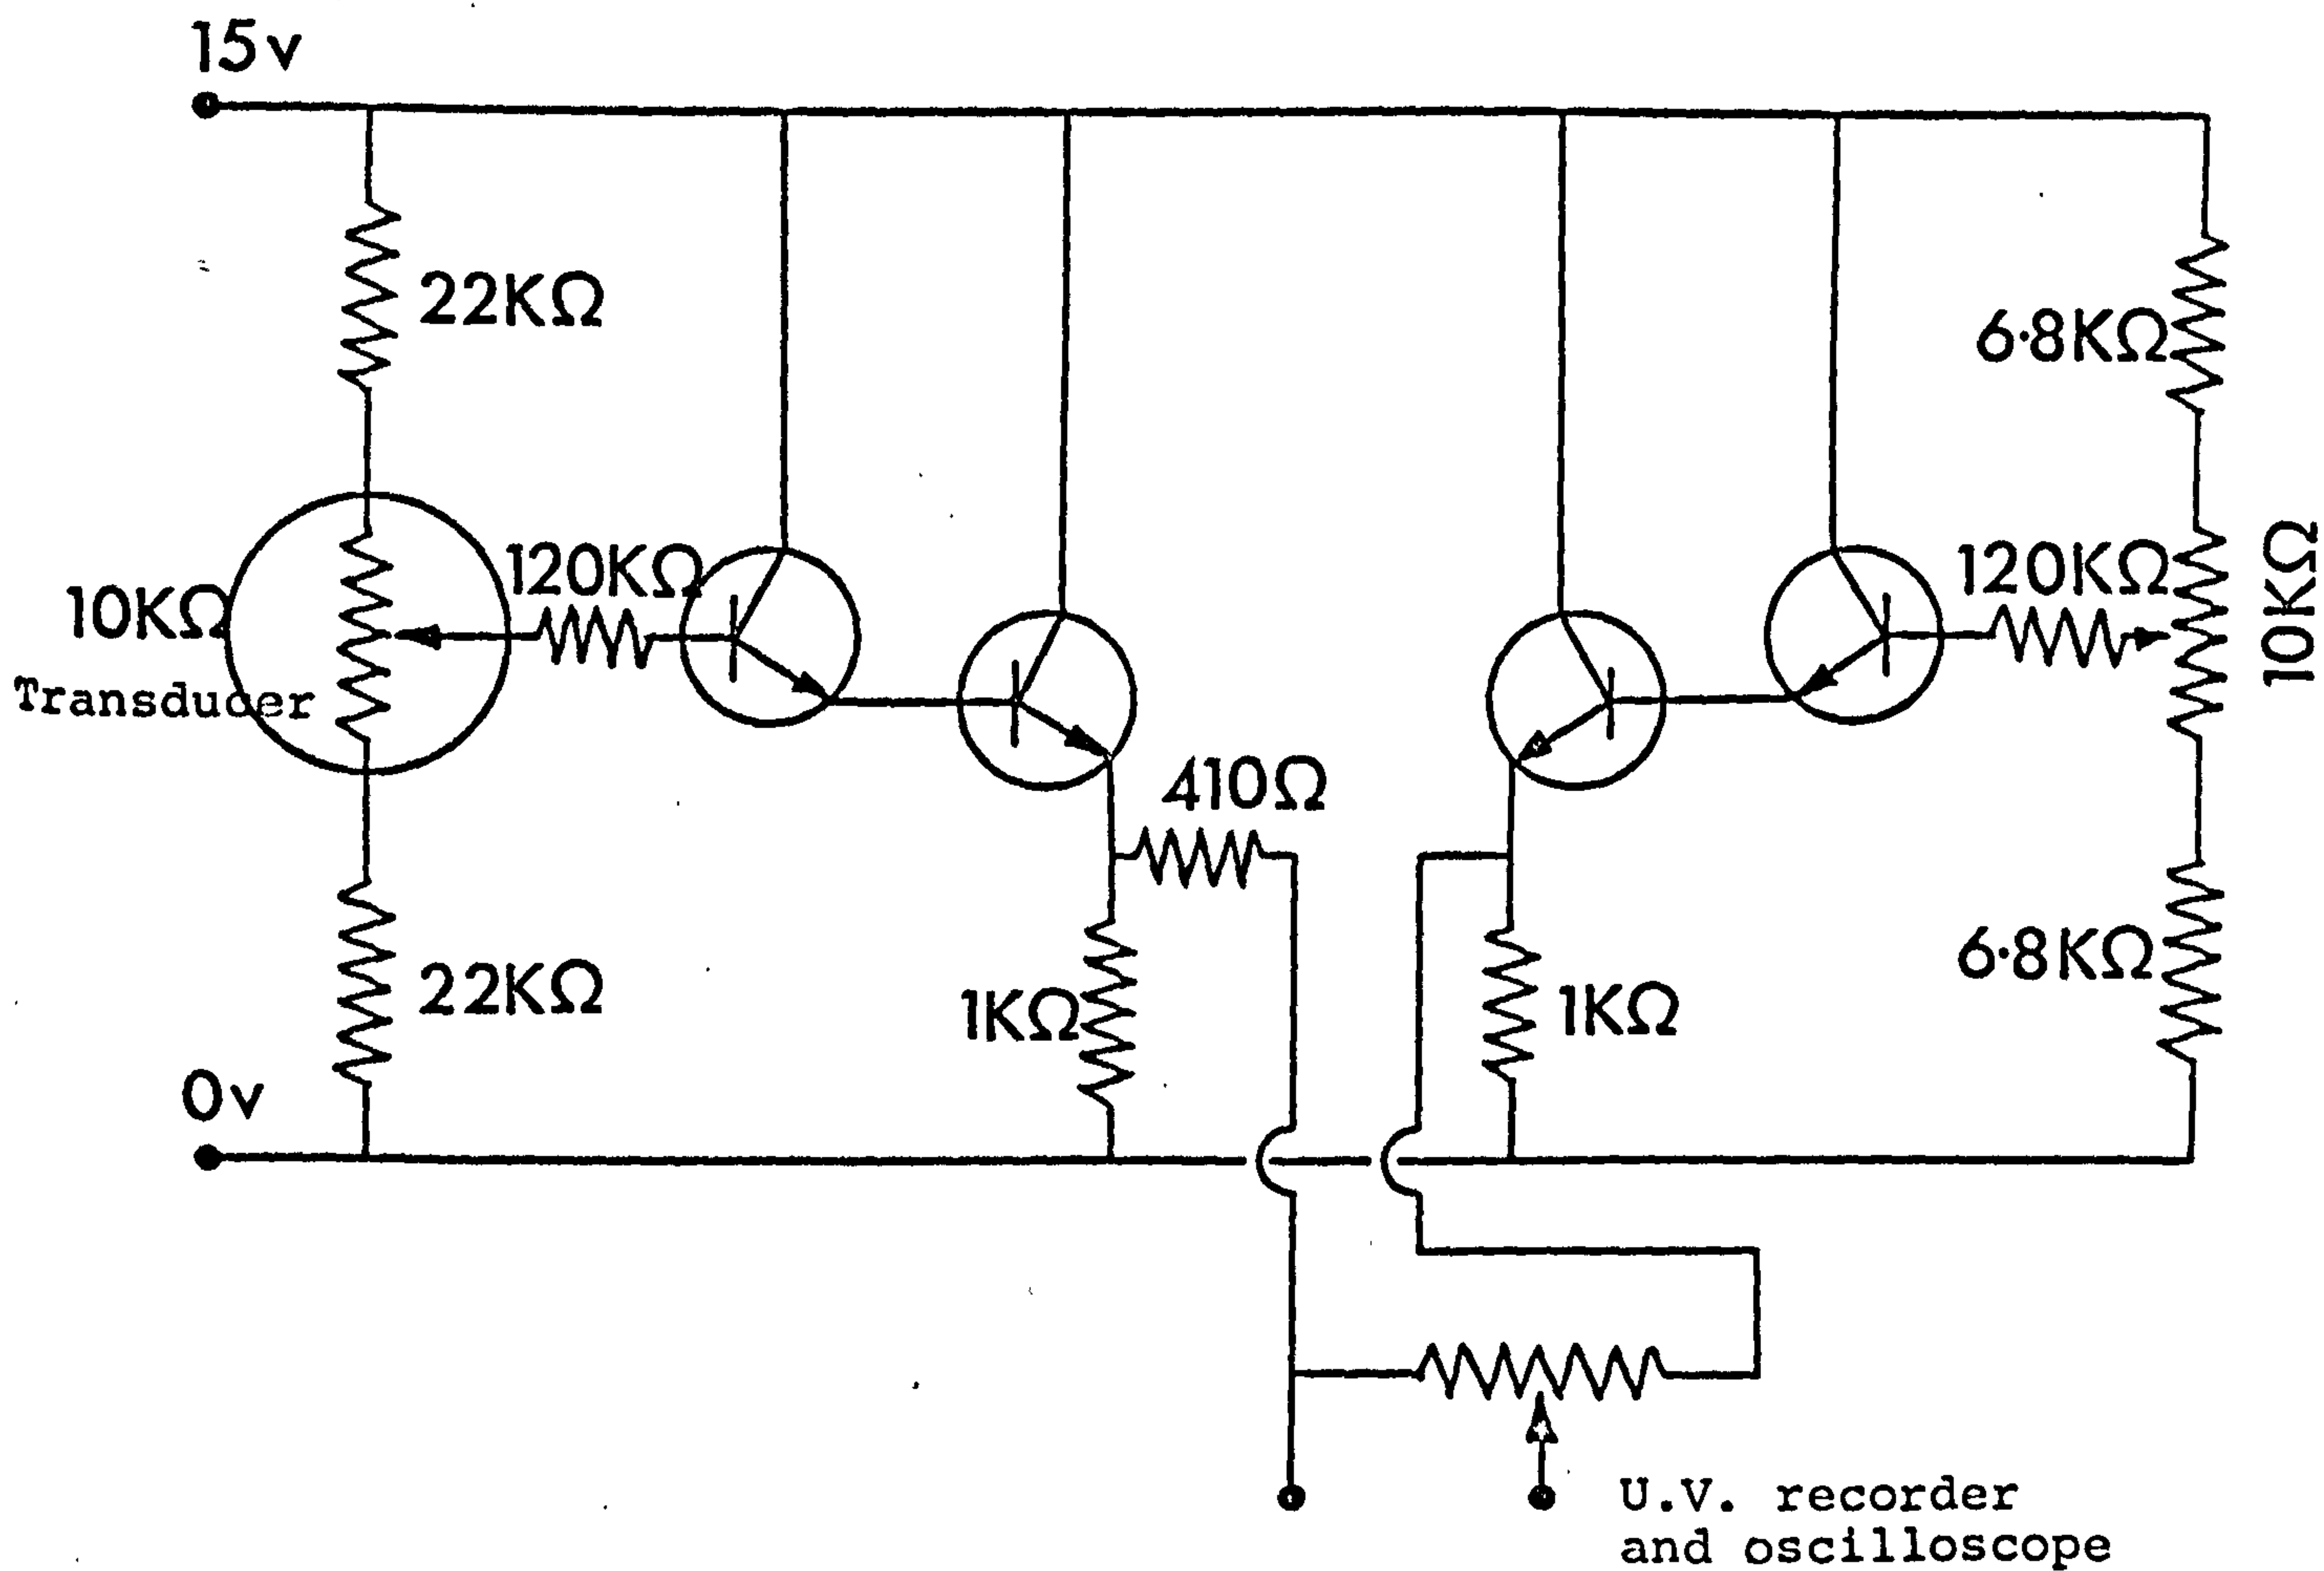 15v
22KΩ
6·8KΩ
10KΩ
Transducer
120KΩ
120KΩ
10KΩ
410Ω
22KΩ
1KΩ
1KΩ
6·8KΩ
0v
U.V. recorder
and oscilloscope